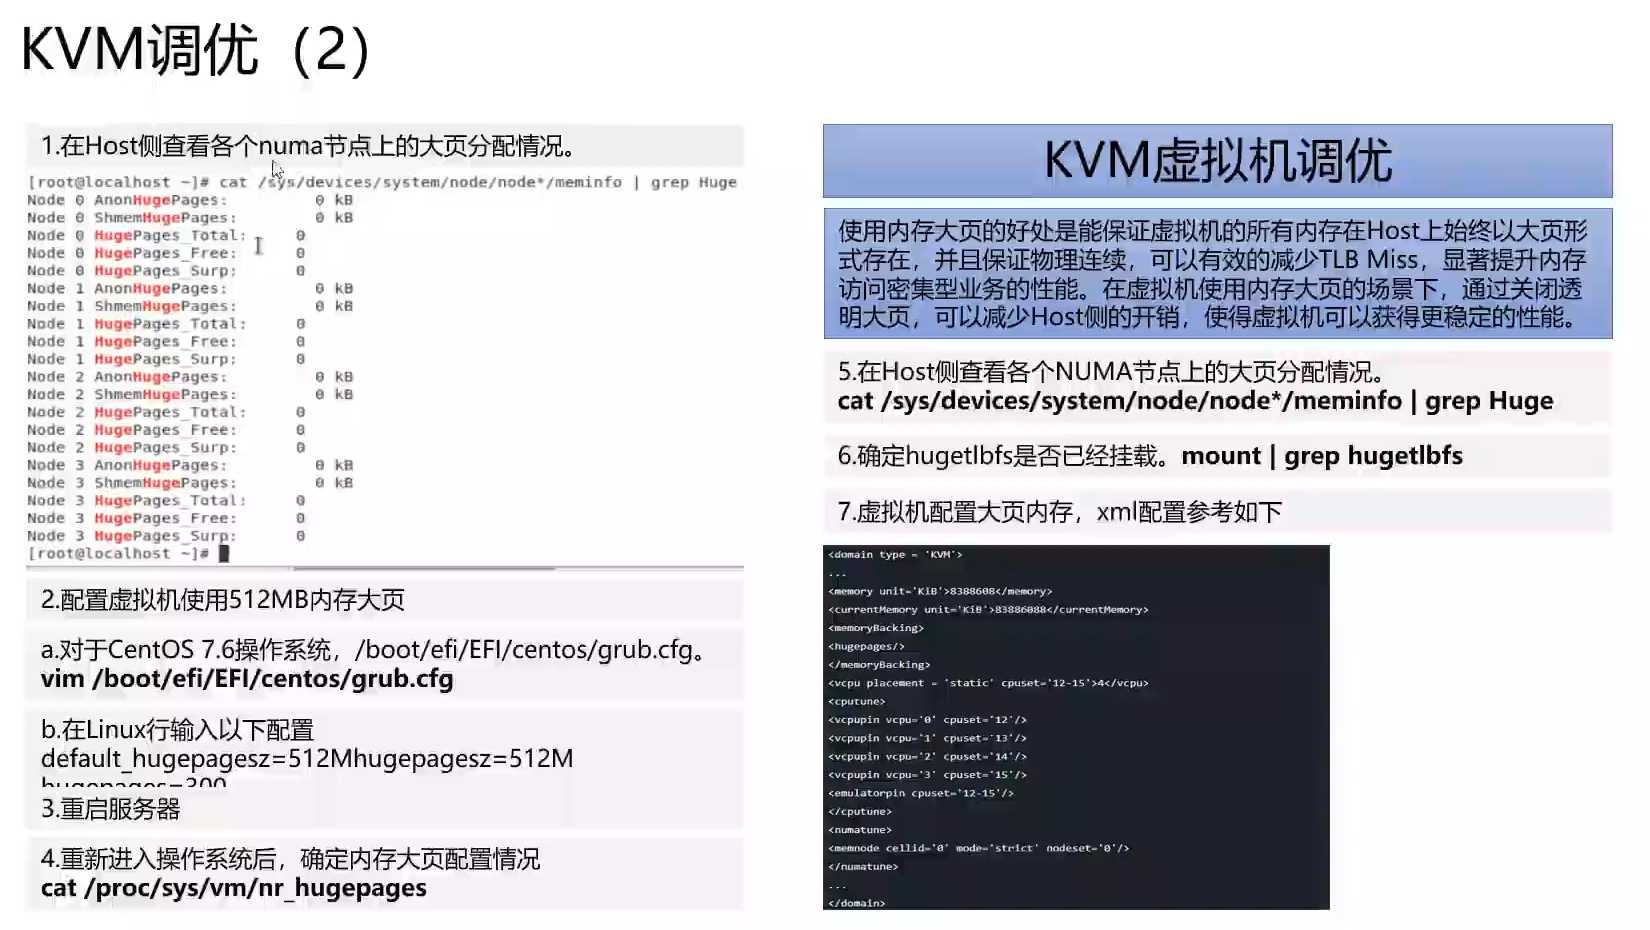 KVM调优（2）
1.在Host侧查看各个numa节点上的大页分配情况。
[root@localhost ~]# cat /sys/devices/system/node/node*/meminfo | grep Huge
Node 0 AnonHugePages: 0 kB
Node 0 ShmemHugePages: 0 kB
Node 0 HugePages_Total: 0
Node 0 HugePages_Free: 0
Node 0 HugePages_Surp: 0
Node 1 AnonHugePages: 0 kB
Node 1 ShmemHugePages: 0 kB
Node 1 HugePages_Total: 0
Node 1 HugePages_Free: 0
Node 1 HugePages_Surp: 0
Node 2 AnonHugePages: 0 kB
Node 2 ShmemHugePages: 0 kB
Node 2 HugePages_Total: 0
Node 2 HugePages_Free: 0
Node 2 HugePages_Surp: 0
Node 3 AnonHugePages: 0 kB
Node 3 ShmemHugePages: 0 kB
Node 3 HugePages_Total: 0
Node 3 HugePages_Free: 0
Node 3 HugePages_Surp: 0
[root@localhost ~]#
2.配置虚拟机使用512MB内存大页
a.对于CentOS 7.6操作系统，/boot/efi/EFI/centos/grub.cfg。
vim /boot/efi/EFI/centos/grub.cfg
b.在Linux行输入以下配置
default_hugepagesz=512Mhugepagesz=512M
hugepages=300
3.重启服务器
4.重新进入操作系统后，确定内存大页配置情况
cat /proc/sys/vm/nr_hugepages
KVM虚拟机调优
使用内存大页的好处是能保证虚拟机的所有内存在Host上始终以大页形
式存在，并且保证物理连续，可以有效的减少TLB Miss，显著提升内存
访问密集型业务的性能。在虚拟机使用内存大页的场景下，通过关闭透
明大页，可以减少Host侧的开销，使得虚拟机可以获得更稳定的性能。
5.在Host侧查看各个NUMA节点上的大页分配情况。
cat /sys/devices/system/node/node*/meminfo | grep Huge
6.确定hugetlbfs是否已经挂载。mount | grep hugetlbfs
7.虚拟机配置大页内存，xml配置参考如下
<domain type = 'KVM'>
...
<memory unit='KiB'>8388608</memory>
<currentMemory unit='KiB'>83886088</currentMemory>
<memoryBacking>
<hugepages/>
</memoryBacking>
<vcpu placement = 'static' cpuset='12-15'>4</vcpu>
<cputune>
<vcpupin vcpu='0' cpuset='12'/>
<vcpupin vcpu='1' cpuset='13'/>
<vcpupin vcpu='2' cpuset='14'/>
<vcpupin vcpu='3' cpuset='15'/>
<emulatorpin cpuset='12-15'/>
</cputune>
<numatune>
<memnode cellid='0' mode='strict' nodeset='0'/>
</numatune>
...
</domain>